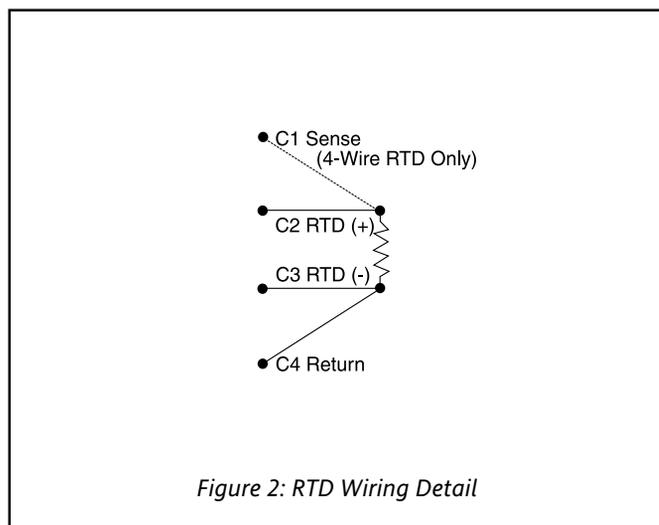 C1 Sense
(4-Wire RTD Only)
C2 RTD (+)
C3 RTD (-)
C4 Return
Figure 2: RTD Wiring Detail